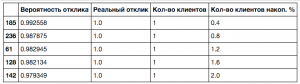 Вероятность отклика Реальный отклик Кол-во клиентов Кол-во клиентов накоп. %
185 0.992558 1.0 1 0.4
236 0.987875 1.0 1 0.8
61 0.982945 1.0 1 1.2
128 0.982134 1.0 1 1.6
142 0.979349 1.0 1 2.0